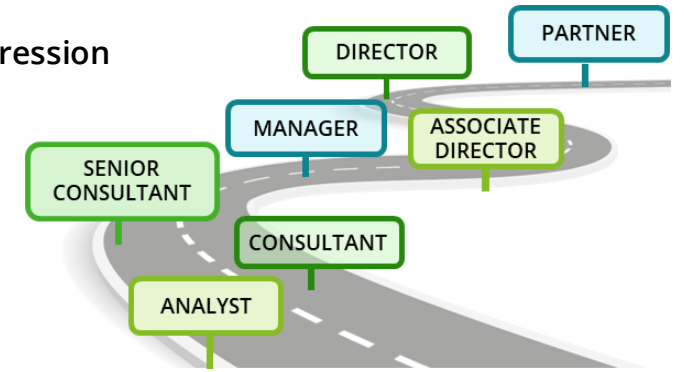 ression
PARTNER
DIRECTOR
MANAGER
ASSOCIATE
DIRECTOR
SENIOR
CONSULTANT
CONSULTANT
ANALYST